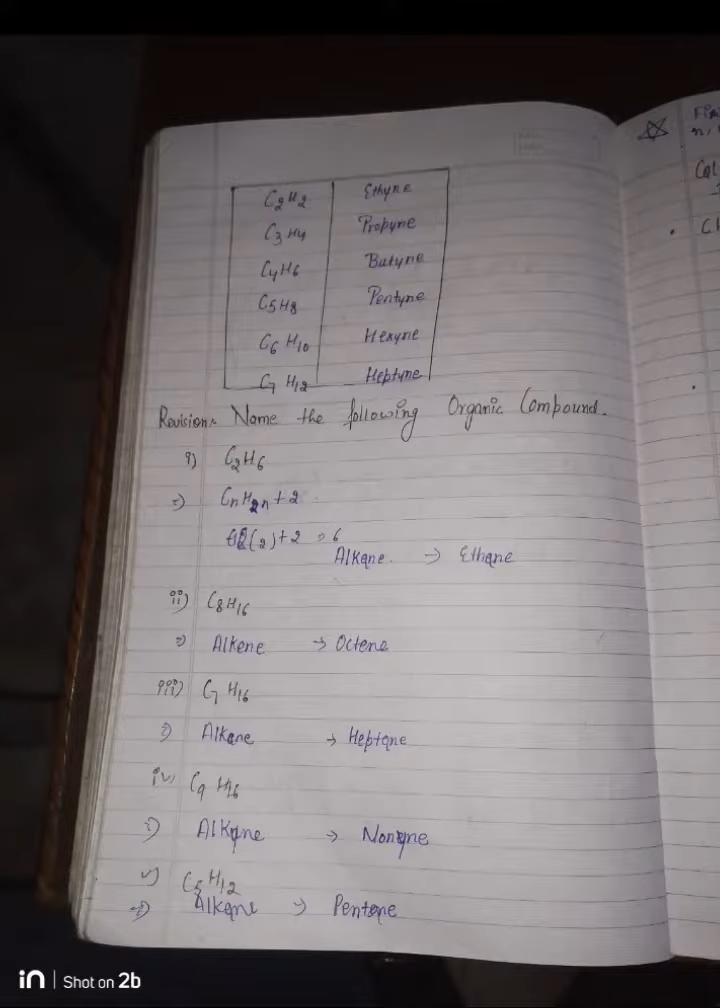 C2H2 Ethyne
C3H4 Propyne
C4H6 Butyne
C5H8 Pentyne
C6H10 Hexyne
C7H12 Heptyne
Revision. Name the following Organic Compound.
i) C2H6
CnH2n+2
2(2)+2 = 6
Alkane. → Ethane
ii) C8H16
Alkene → Octene
iii) C7H16
Alkane → Heptane
iv) C9H16
Alkyne → Nonyne
v) C5H12
Alkane → Pentane
Fi
n,
Cal
C
Shot on 2b